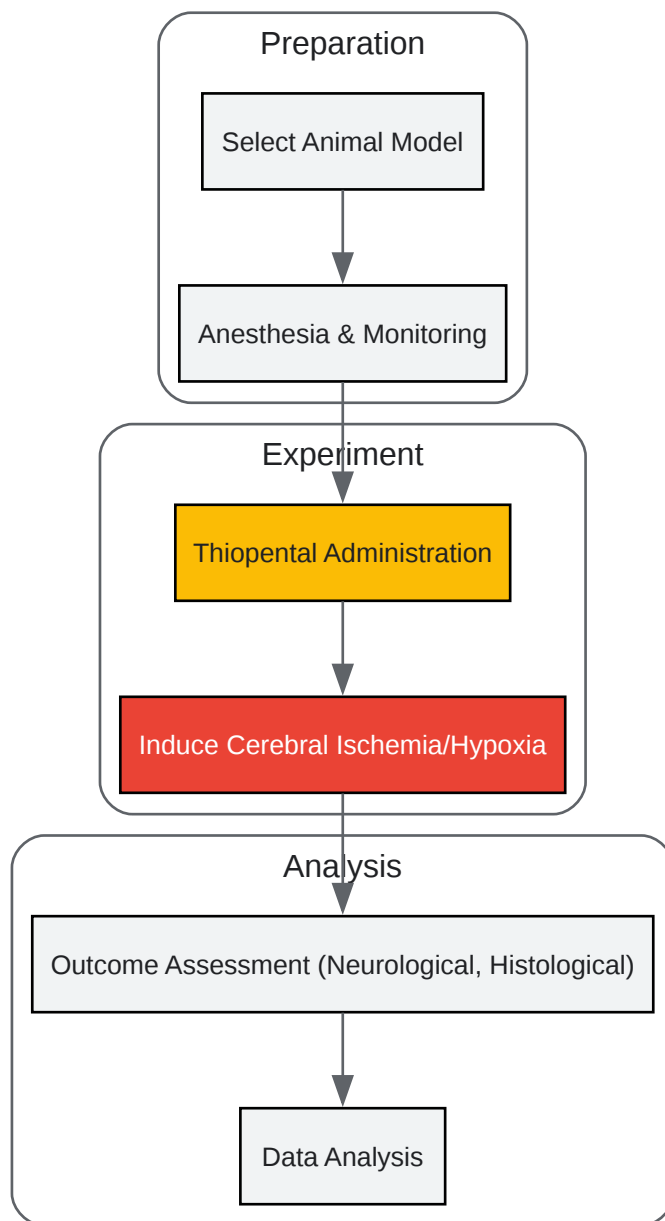 Preparation
Select Animal Model
Anesthesia & Monitoring
Experiment
Thiopental Administration
Induce Cerebral Ischemia/Hypoxia
Analysis
Outcome Assessment (Neurological, Histological)
Data Analysis